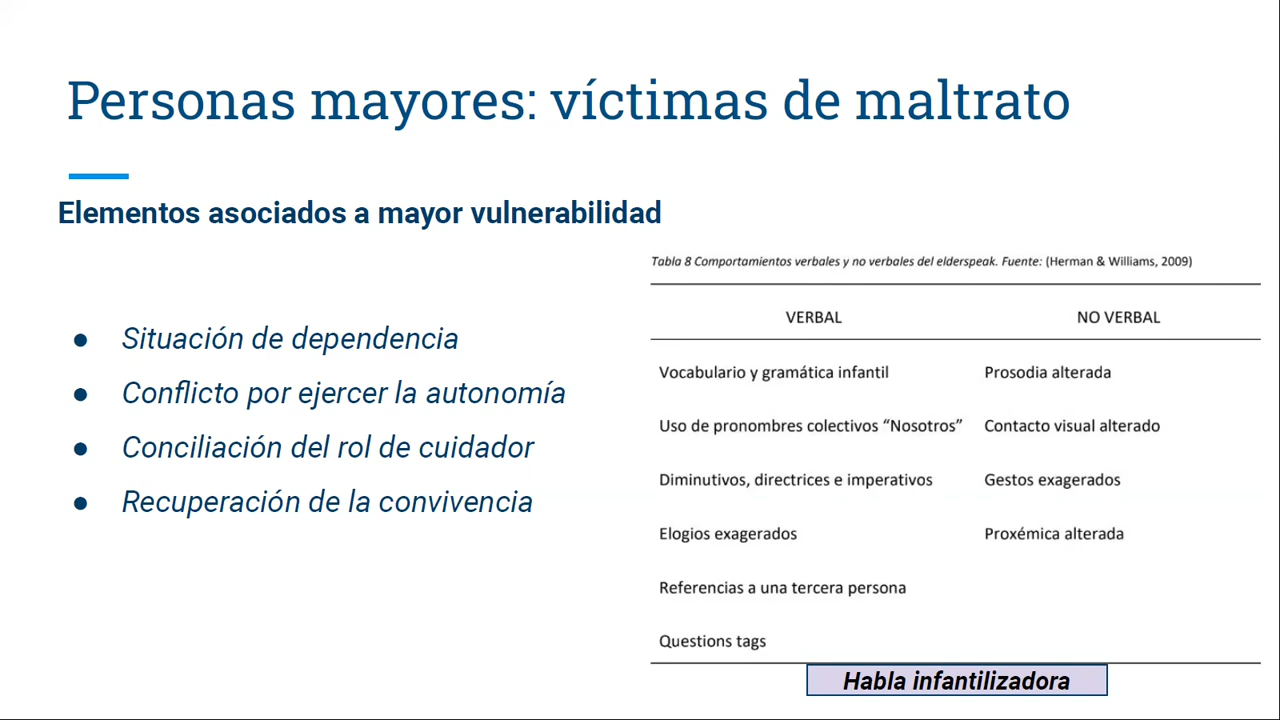 Personas mayores: víctimas de maltrato
Elementos asociados a mayor vulnerabilidad
● Situación de dependencia
● Conflicto por ejercer la autonomía
● Conciliación del rol de cuidador
● Recuperación de la convivencia
Tabla 8 Comportamientos verbales y no verbales del elderspeak. Fuente: (Herman & Williams, 2009)
VERBAL NO VERBAL
Vocabulario y gramática infantil Prosodia alterada
Uso de pronombres colectivos “Nosotros” Contacto visual alterado
Diminutivos, directrices e imperativos Gestos exagerados
Elogios exagerados Proxémica alterada
Referencias a una tercera persona
Questions tags
Habla infantilizadora